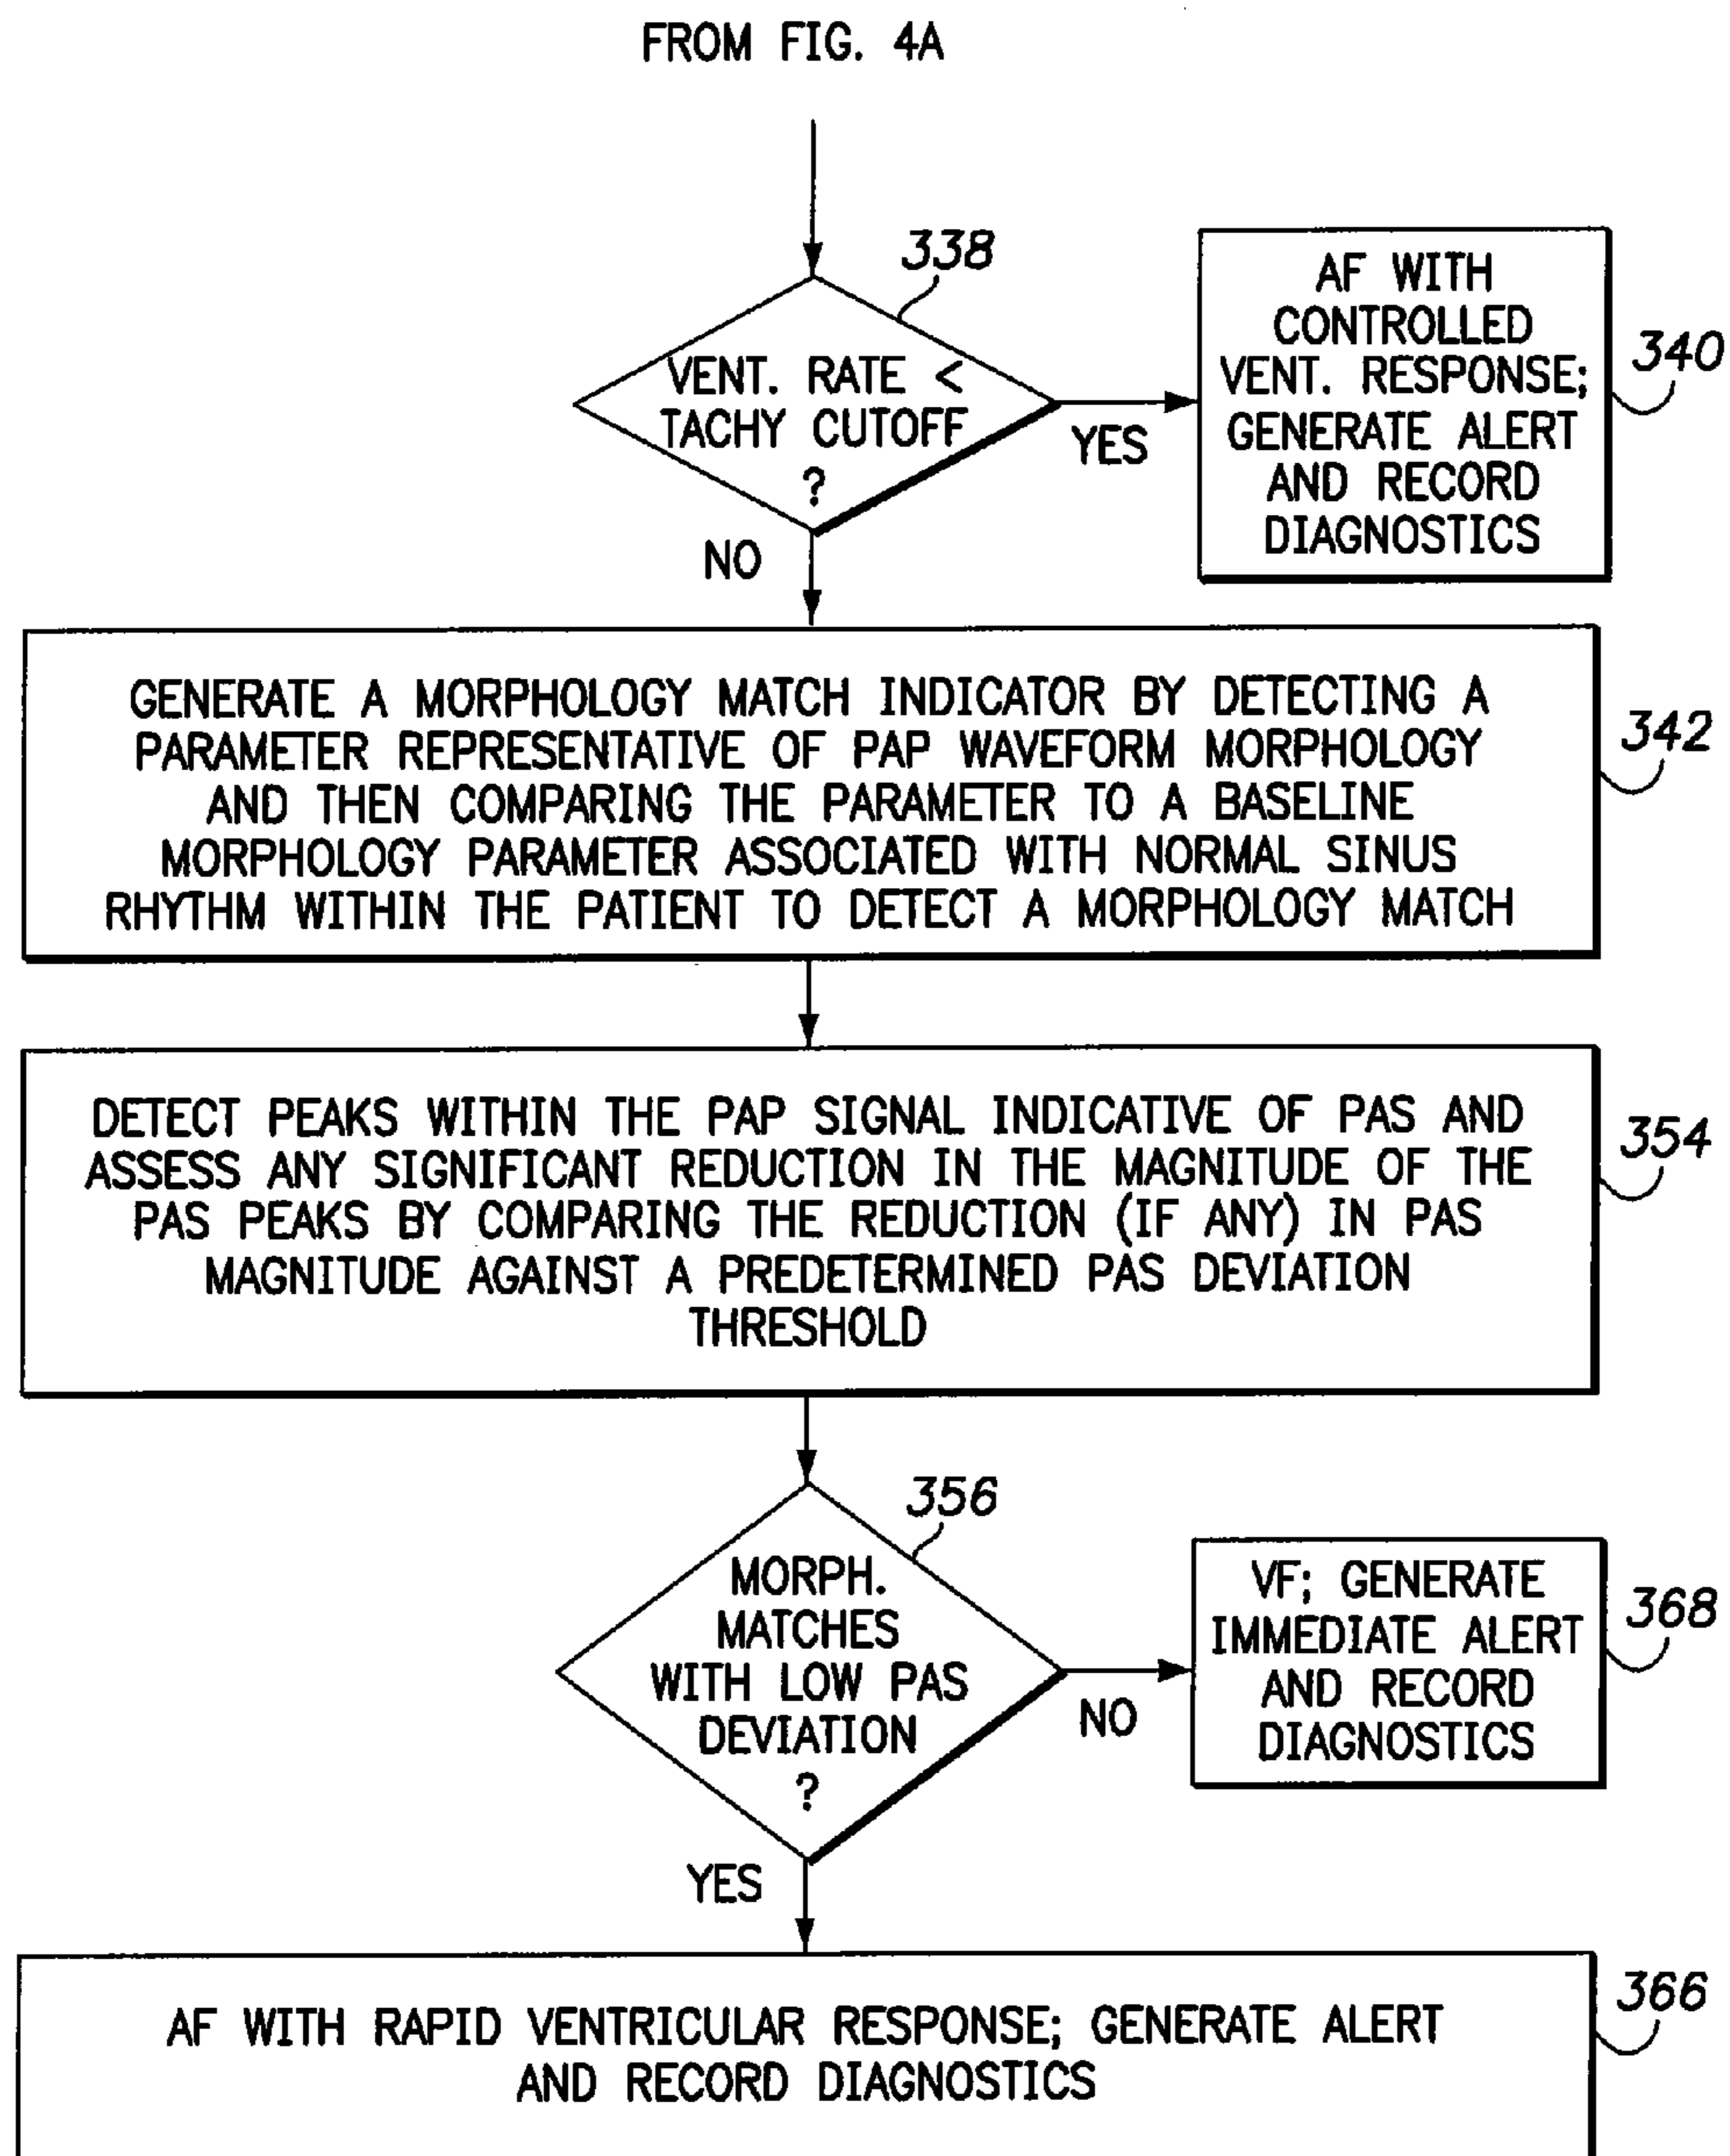 FROM FIG. 4A
338
VENT. RATE <
TACHY CUTOFF
?
YES
AF WITH
CONTROLLED
VENT. RESPONSE;
GENERATE ALERT
AND RECORD
DIAGNOSTICS
340
NO
GENERATE A MORPHOLOGY MATCH INDICATOR BY DETECTING A
PARAMETER REPRESENTATIVE OF PAP WAVEFORM MORPHOLOGY
AND THEN COMPARING THE PARAMETER TO A BASELINE
MORPHOLOGY PARAMETER ASSOCIATED WITH NORMAL SINUS
RHYTHM WITHIN THE PATIENT TO DETECT A MORPHOLOGY MATCH
342
DETECT PEAKS WITHIN THE PAP SIGNAL INDICATIVE OF PAS AND
ASSESS ANY SIGNIFICANT REDUCTION IN THE MAGNITUDE OF THE
PAS PEAKS BY COMPARING THE REDUCTION (IF ANY) IN PAS
MAGNITUDE AGAINST A PREDETERMINED PAS DEVIATION
THRESHOLD
354
356
MORPH.
MATCHES
WITH LOW PAS
DEVIATION
?
NO
VF; GENERATE
IMMEDIATE ALERT
AND RECORD
DIAGNOSTICS
368
YES
AF WITH RAPID VENTRICULAR RESPONSE; GENERATE ALERT
AND RECORD DIAGNOSTICS
366